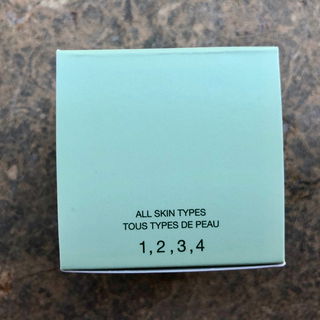 ALL SKIN TYPES
TOUS TYPES DE PEAU
1,2,3,4